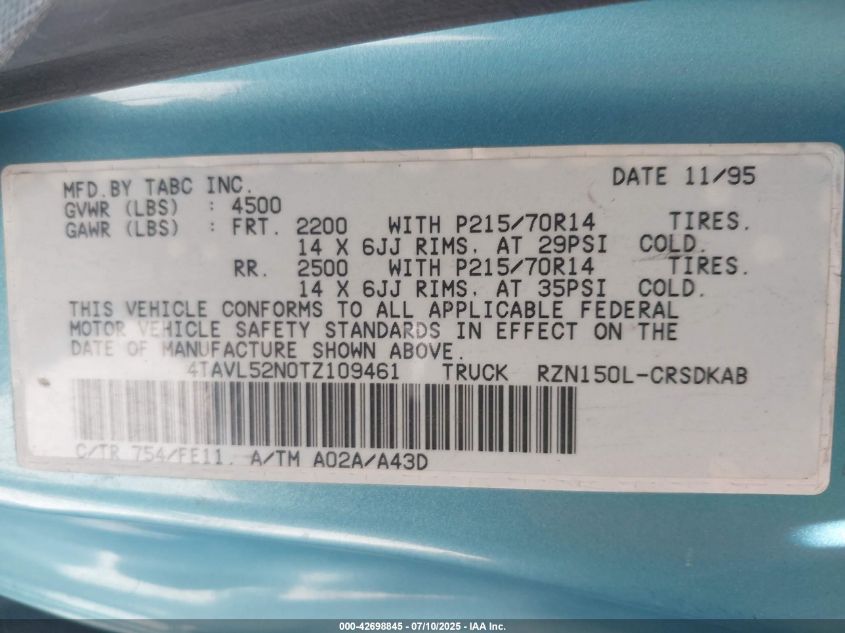 MFD.BY TABC INC. DATE 11/95
GVWR (LBS) : 4500
GAWR (LBS) : FRT. 2200 WITH P215/70R14 TIRES.
14 X 6JJ RIMS. AT 29PSI COLD.
RR. 2500 WITH P215/70R14 TIRES.
14 X 6JJ RIMS. AT 35PSI COLD.
THIS VEHICLE CONFORMS TO ALL APPLICABLE FEDERAL
MOTOR VEHICLE SAFETY STANDARDS IN EFFECT ON THE
DATE OF MANUFACTURE SHOWN ABOVE.
4TAVL52N0TZ109461 TRUCK RZN150L-CRSDKAB
C/TR 754/FE11, A/TM A02A/A43D
000-42698845 - 07/10/2025 - IAA Inc.